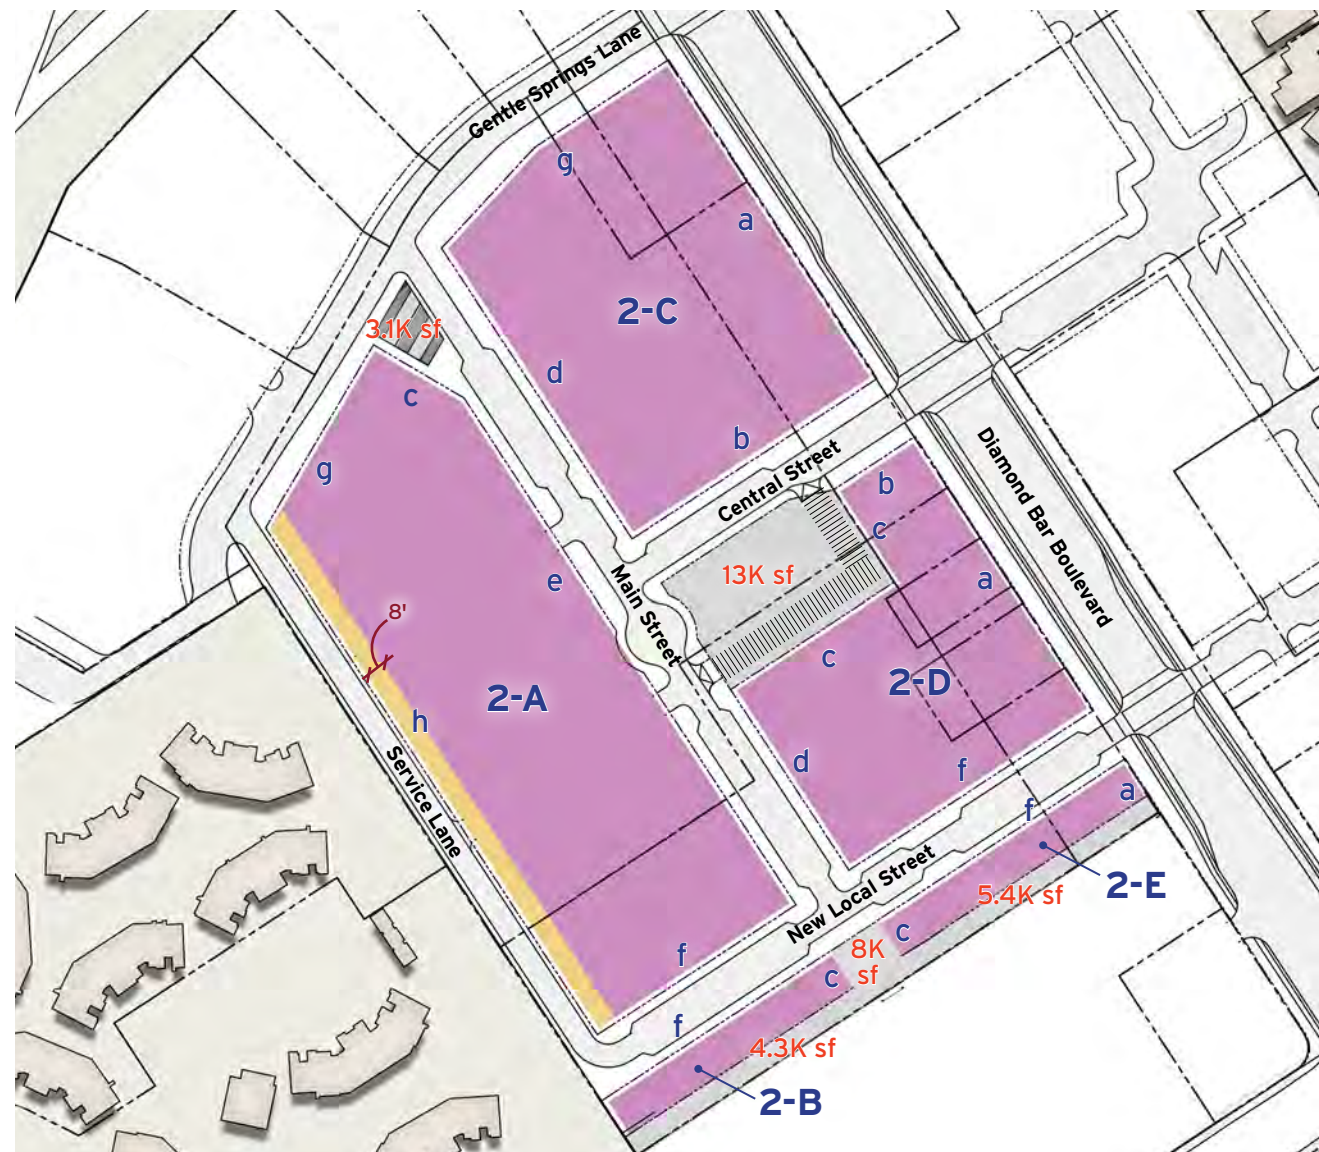 Gentle Springs Lane
g
a
2-C
3.1K sf
d
c
b
Central Street
Diamond Bar Boulevard
g
b
c
13K sf
e
a
Main Street
8'
c
2-D
2-A
h
d
f
Service Lane
a
f
New Local Street
2-E
5.4K sf
c
8K
sf
f
c
f
4.3K sf
2-B